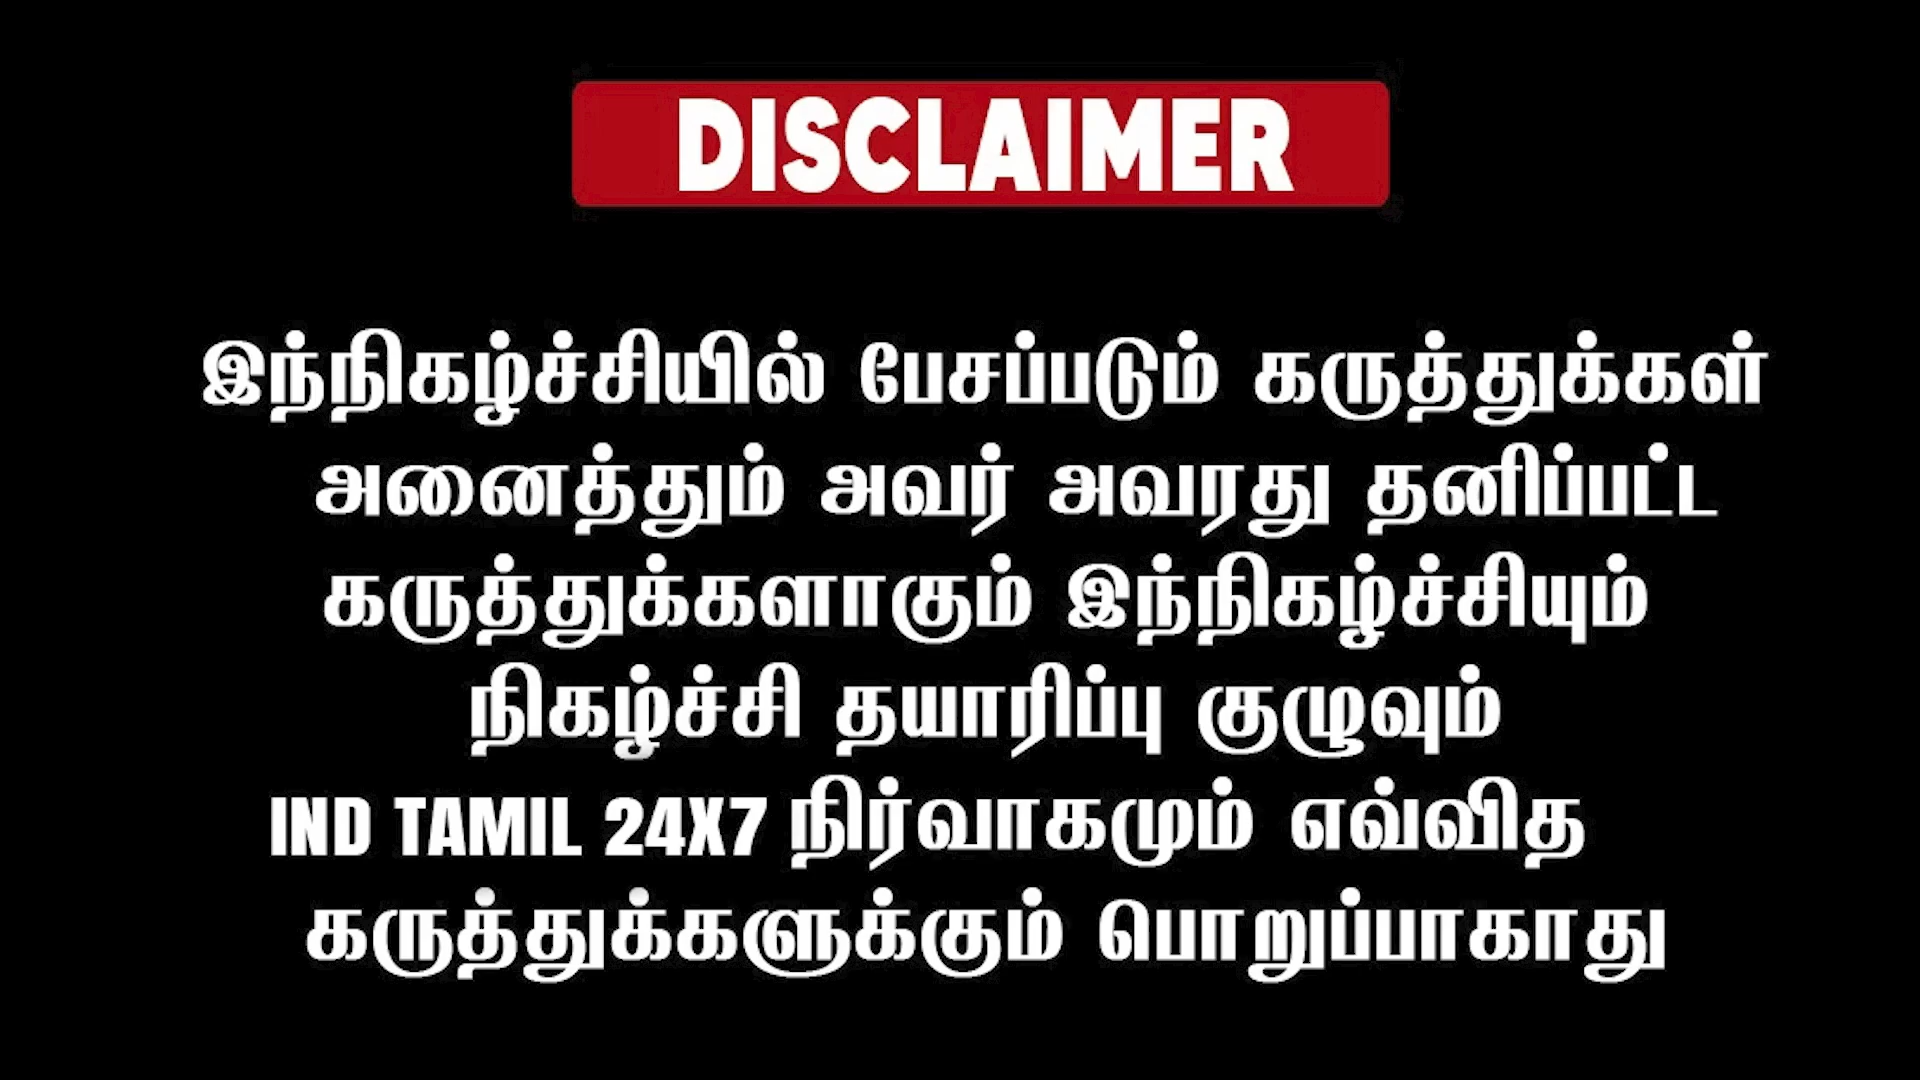 DISCLAIMER
இந்நிகழ்ச்சியில் பேசப்படும் கருத்துக்கள்
அனைத்தும் அவர் அவரது தனிப்பட்ட
கருத்துக்களாகும் இந்நிகழ்ச்சியும்
நிகழ்ச்சி தயாரிப்பு குழுவும்
IND TAMIL 24X7 நிர்வாகமும் எவ்வித
கருத்துக்களுக்கும் பொறுப்பாகாது